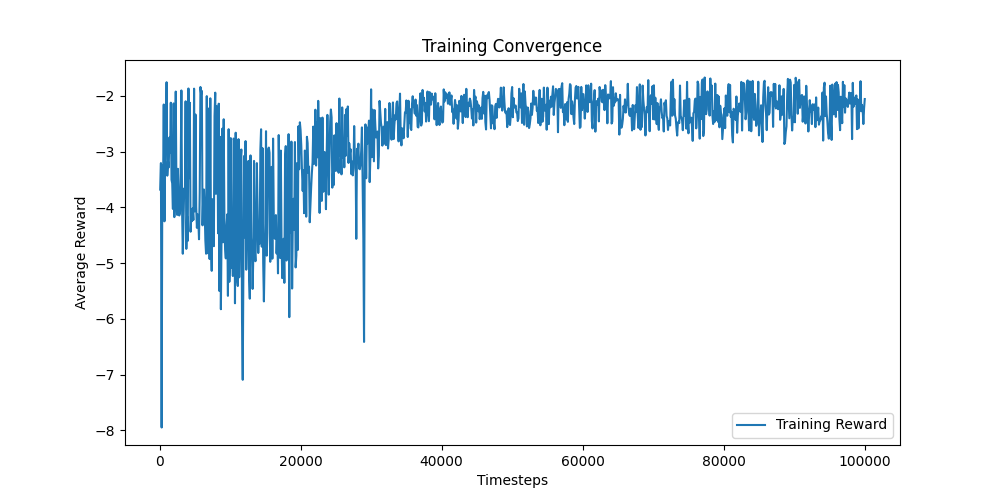 Training Convergence
Average Reward
−2
−3
−4
−5
−6
−7
−8
Training Reward
0 20000 40000 60000 80000 100000
Timesteps